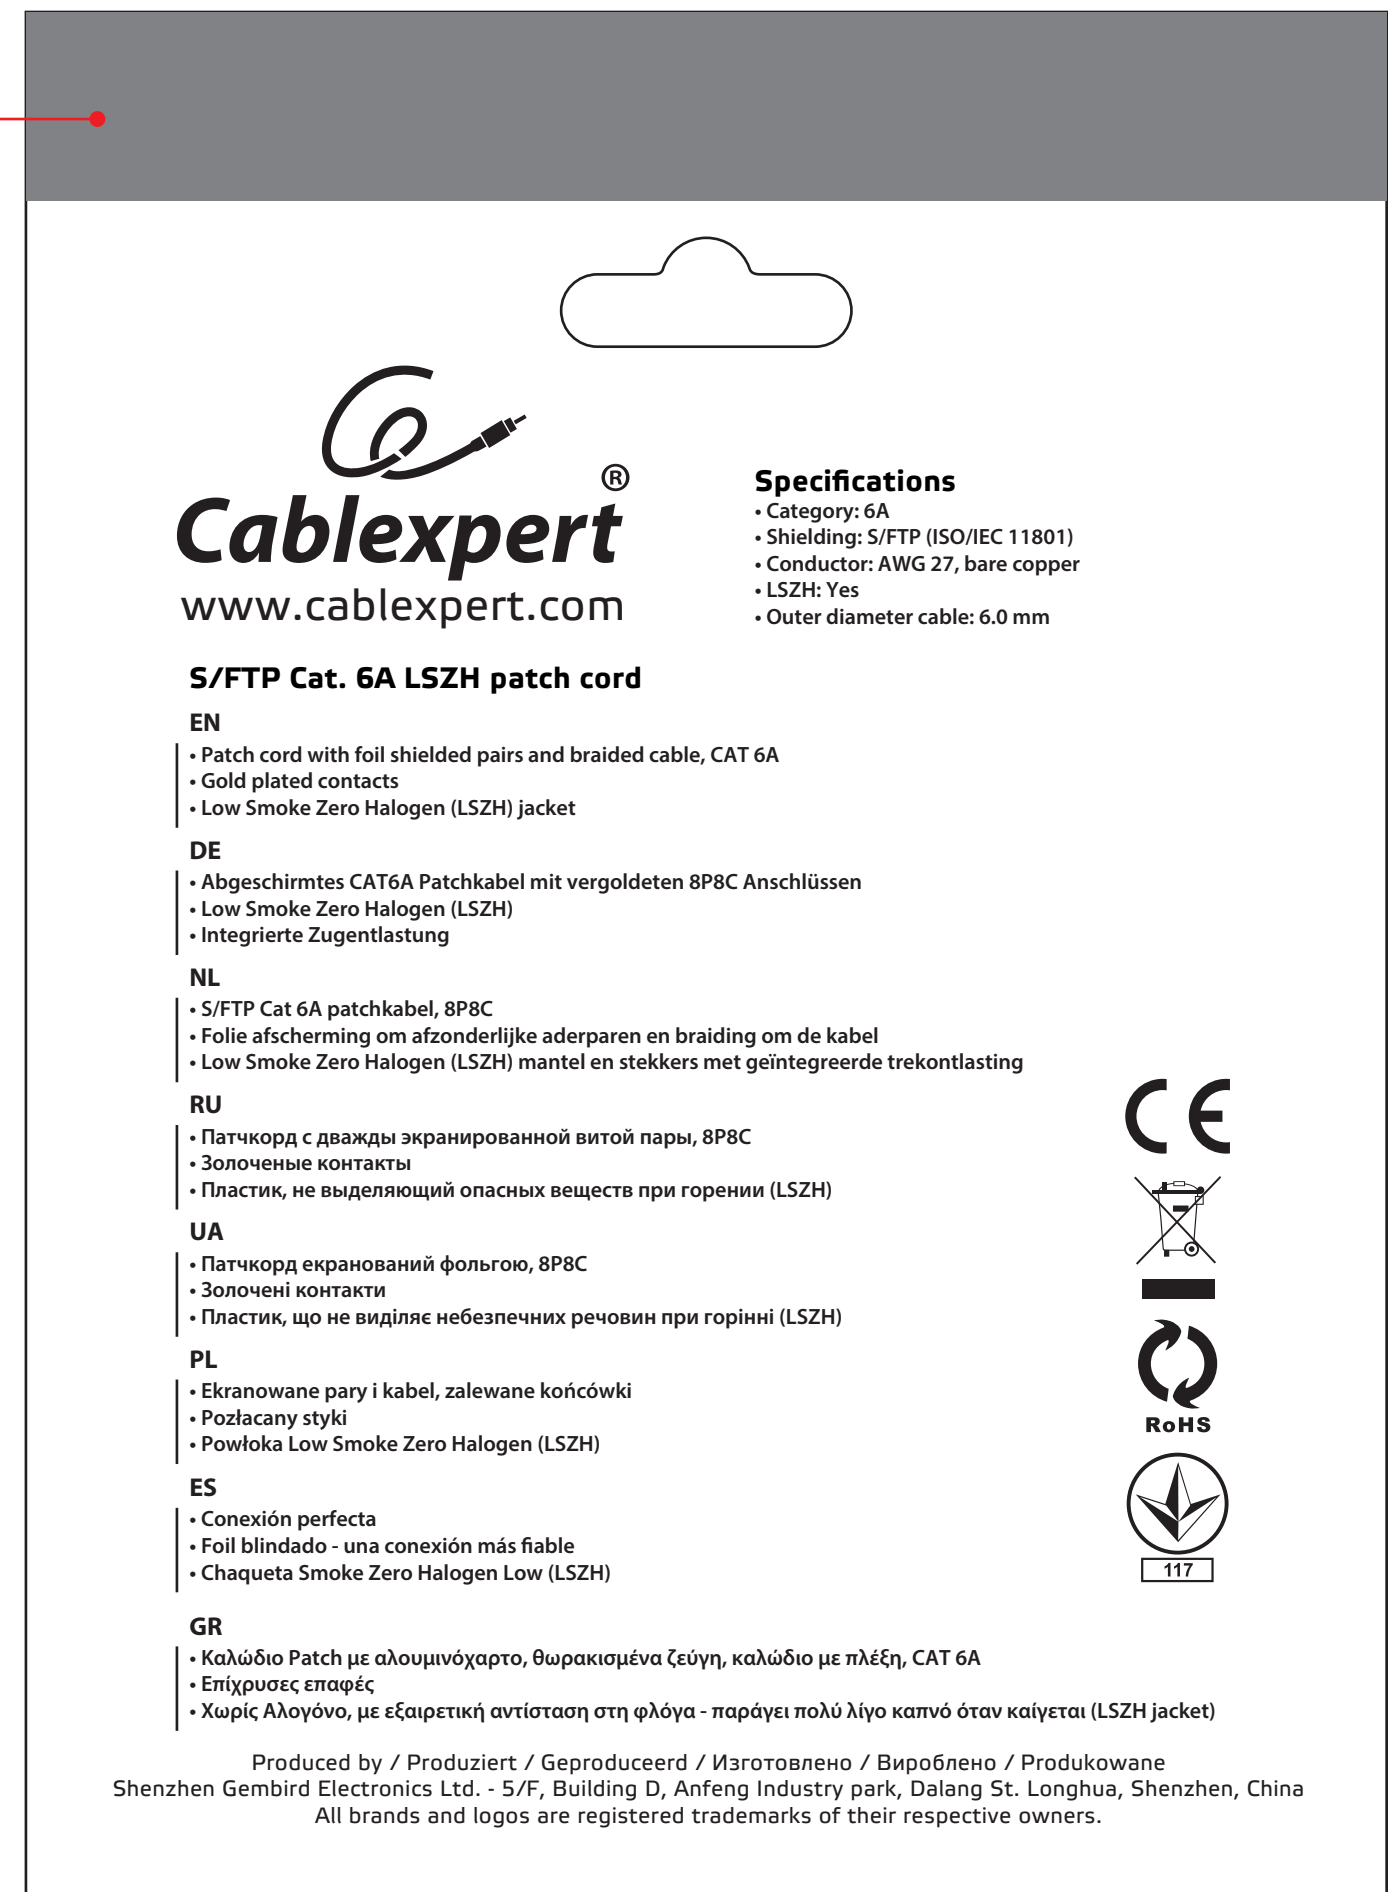 Cablexpert®
www.cablexpert.com
Specifications
• Category: 6A
• Shielding: S/FTP (ISO/IEC 11801)
• Conductor: AWG 27, bare copper
• LSZH: Yes
• Outer diameter cable: 6.0 mm
S/FTP Cat. 6A LSZH patch cord
EN
• Patch cord with foil shielded pairs and braided cable, CAT 6A
• Gold plated contacts
• Low Smoke Zero Halogen (LSZH) jacket
DE
• Abgeschirmtes CAT6A Patchkabel mit vergoldeten 8P8C Anschlüssen
• Low Smoke Zero Halogen (LSZH)
• Integrierte Zugentlastung
NL
• S/FTP Cat 6A patchkabel, 8P8C
• Folie afscherming om afzonderlijke aderparen en braiding om de kabel
• Low Smoke Zero Halogen (LSZH) mantel en stekkers met geïntegreerde trekontlasting
RU
• Патчкорд с дважды экранированной витой пары, 8P8C
• Золоченые контакты
• Пластик, не выделяющий опасных веществ при горении (LSZH)
UA
• Патчкорд екранований фольгою, 8P8C
• Золочені контакти
• Пластик, що не виділяє небезпечних речовин при горінні (LSZH)
PL
• Ekranowane pary i kabel, zalewane końcówki
• Pozłacany styki
• Powłoka Low Smoke Zero Halogen (LSZH)
ES
• Conexión perfecta
• Foil blindado - una conexión más fiable
• Chaqueta Smoke Zero Halogen Low (LSZH)
GR
• Καλώδιο Patch με αλουμινόχαρτο, θωρακισμένα ζεύγη, καλώδιο με πλέξη, CAT 6A
• Επίχρυσες επαφές
• Χωρίς Αλογόνο, με εξαιρετική αντίσταση στη φλόγα - παράγει πολύ λίγο καπνό όταν καίγεται (LSZH jacket)
CE
RoHS
117
Produced by / Produziert / Geproduceerd / Изготовлено / Вироблено / Produkowane
Shenzhen Gembird Electronics Ltd. - 5/F, Building D, Anfeng Industry park, Dalang St. Longhua, Shenzhen, China
All brands and logos are registered trademarks of their respective owners.